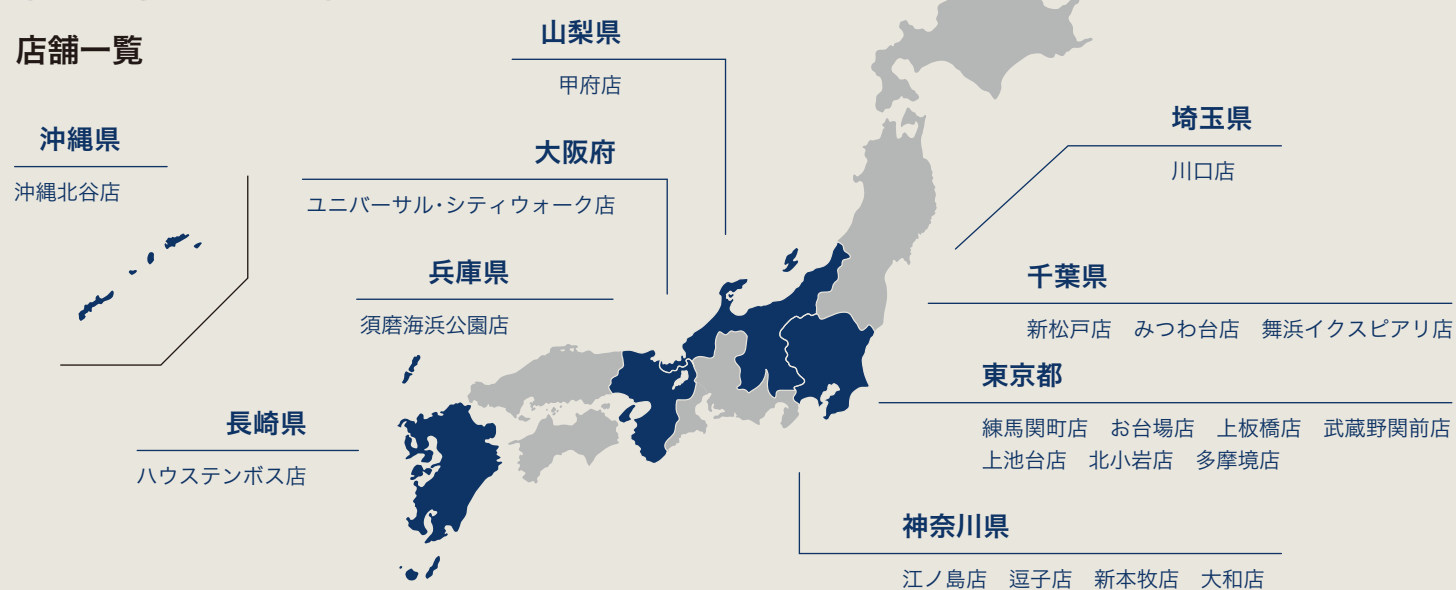 店舗一覧
山梨県
甲府店
沖縄県
沖縄北谷店
大阪府
ユニバーサル・シティウォーク店
兵庫県
須磨海浜公園店
長崎県
ハウステンボス店
埼玉県
川口店
千葉県
新松戸店　みつわ台店　舞浜イクスピアリ店
東京都
練馬関町店　お台場店　上板橋店　武蔵野関前店
上池台店　北小岩店　多摩境店
神奈川県
江ノ島店　逗子店　新本牧店　大和店